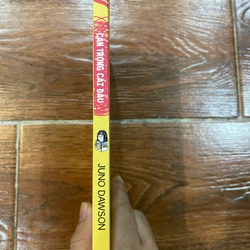 CẨN TRỌNG CÁI ĐẦU
JUNO DAWSON